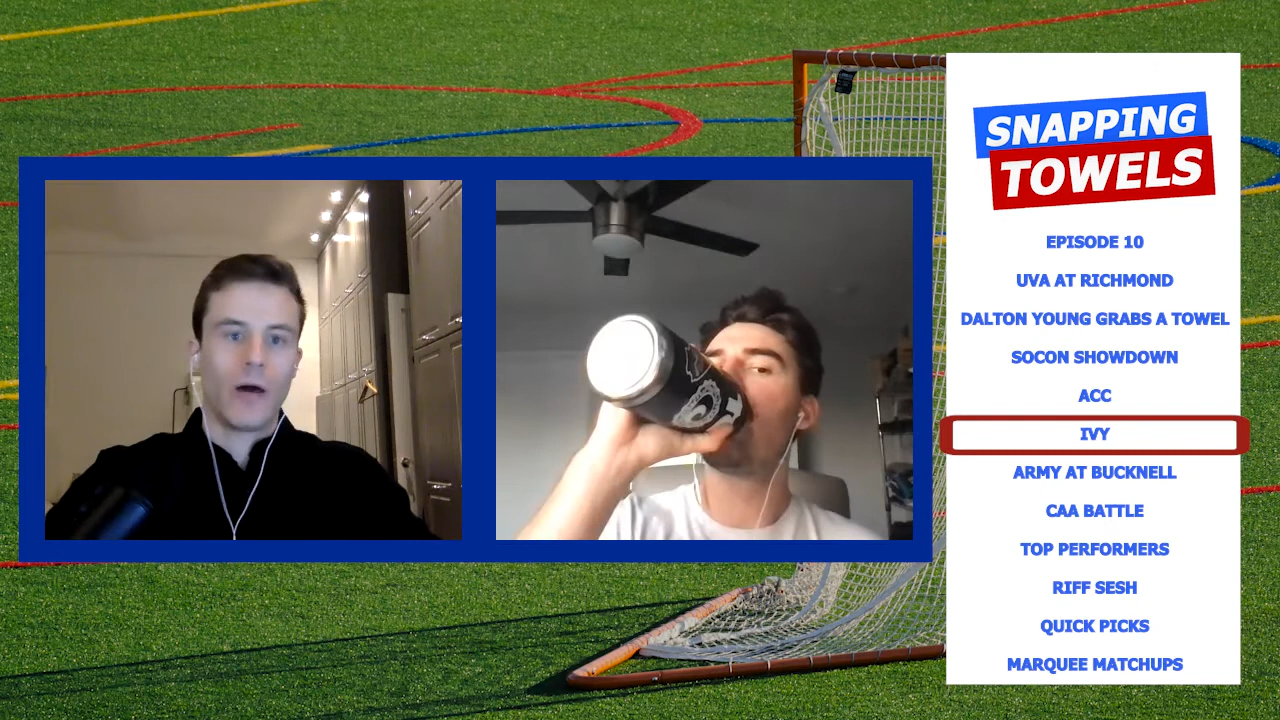 SNAPPING
TOWELS
EPISODE 10
UVA AT RICHMOND
DALTON YOUNG GRABS A TOWEL
SOCON SHOWDOWN
ACC
IVY
ARMY AT BUCKNELL
CAA BATTLE
TOP PERFORMERS
RIFF SESH
QUICK PICKS
MARQUEE MATCHUPS